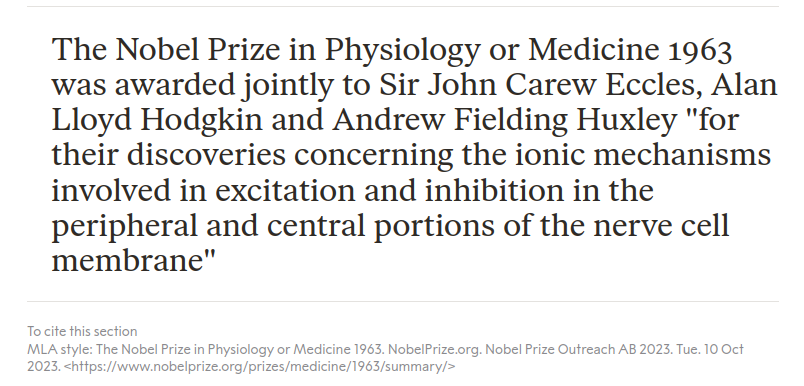 The Nobel Prize in Physiology or Medicine 1963
was awarded jointly to Sir John Carew Eccles, Alan
Lloyd Hodgkin and Andrew Fielding Huxley "for
their discoveries concerning the ionic mechanisms
involved in excitation and inhibition in the
peripheral and central portions of the nerve cell
membrane"
To cite this section
MLA style: The Nobel Prize in Physiology or Medicine 1963. NobelPrize.org. Nobel Prize Outreach AB 2023. Tue. 10 Oct
2023. <https://www.nobelprize.org/prizes/medicine/1963/summary/>